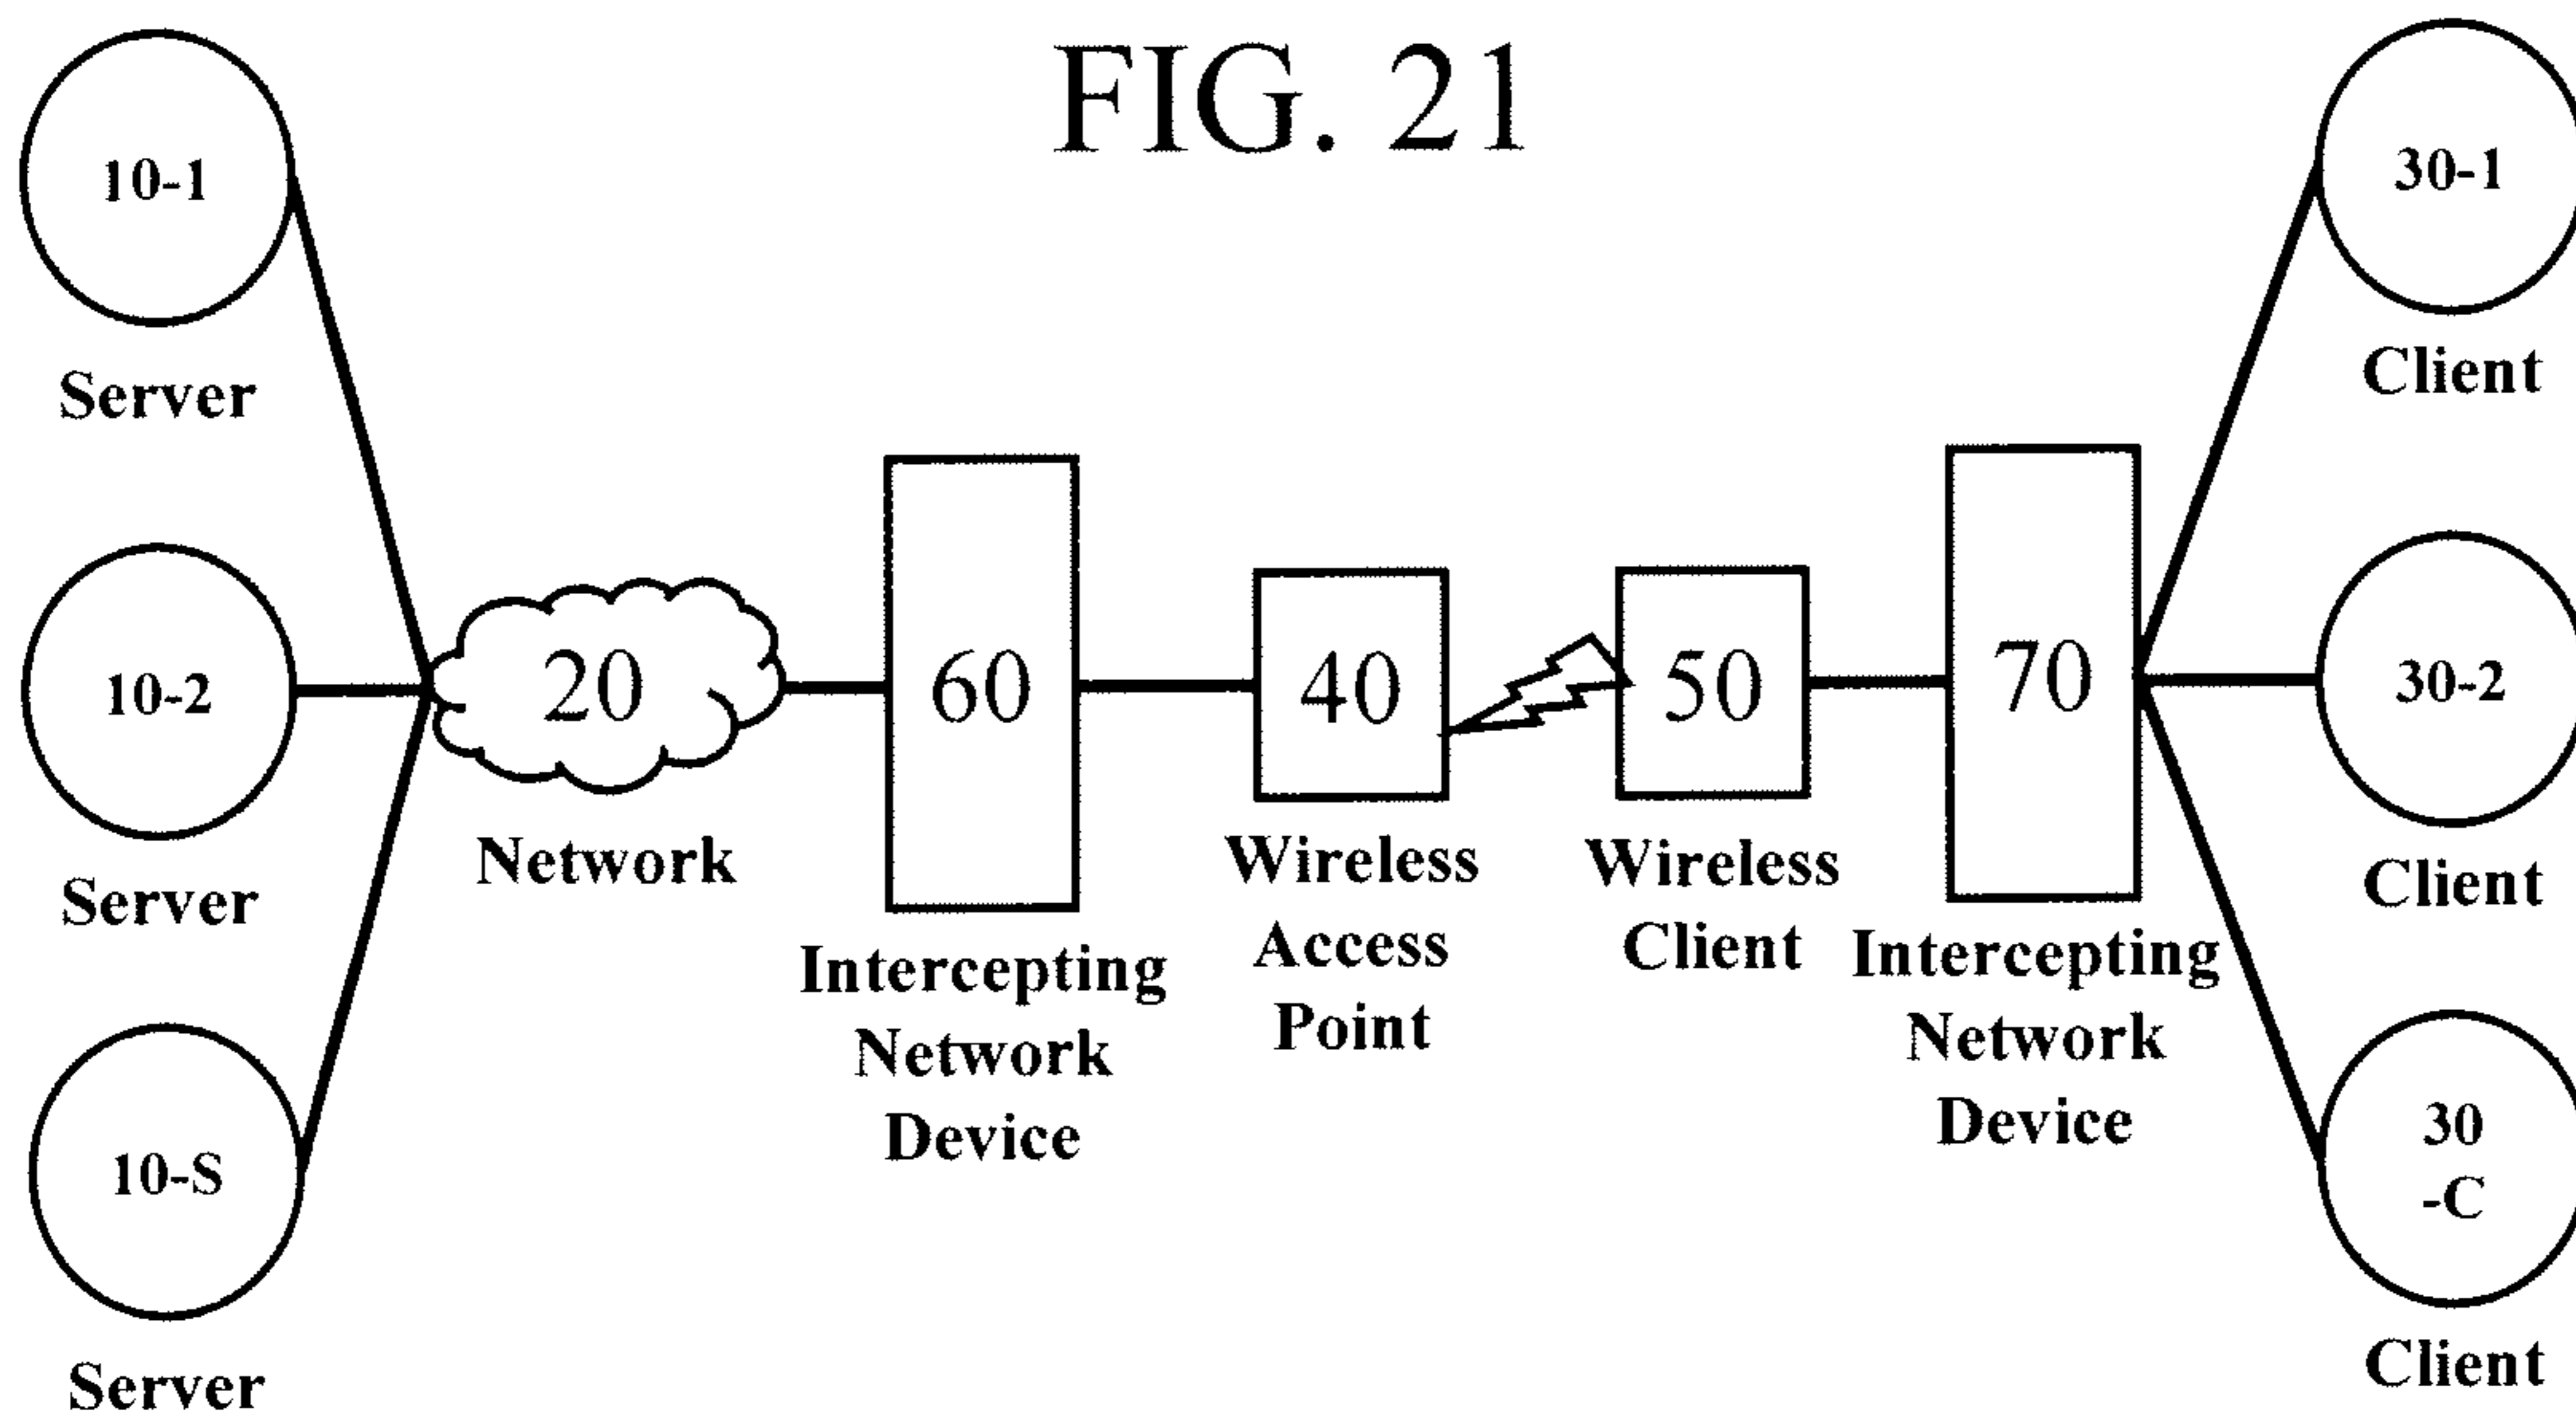 FIG. 21
10-1
Server
10-2
Server
10-S
Server
20
Network
60
Intercepting
Network
Device
40
Wireless
Access
Point
50
Wireless
Client
70
Intercepting
Network
Device
30-1
Client
30-2
Client
30
-C
Client